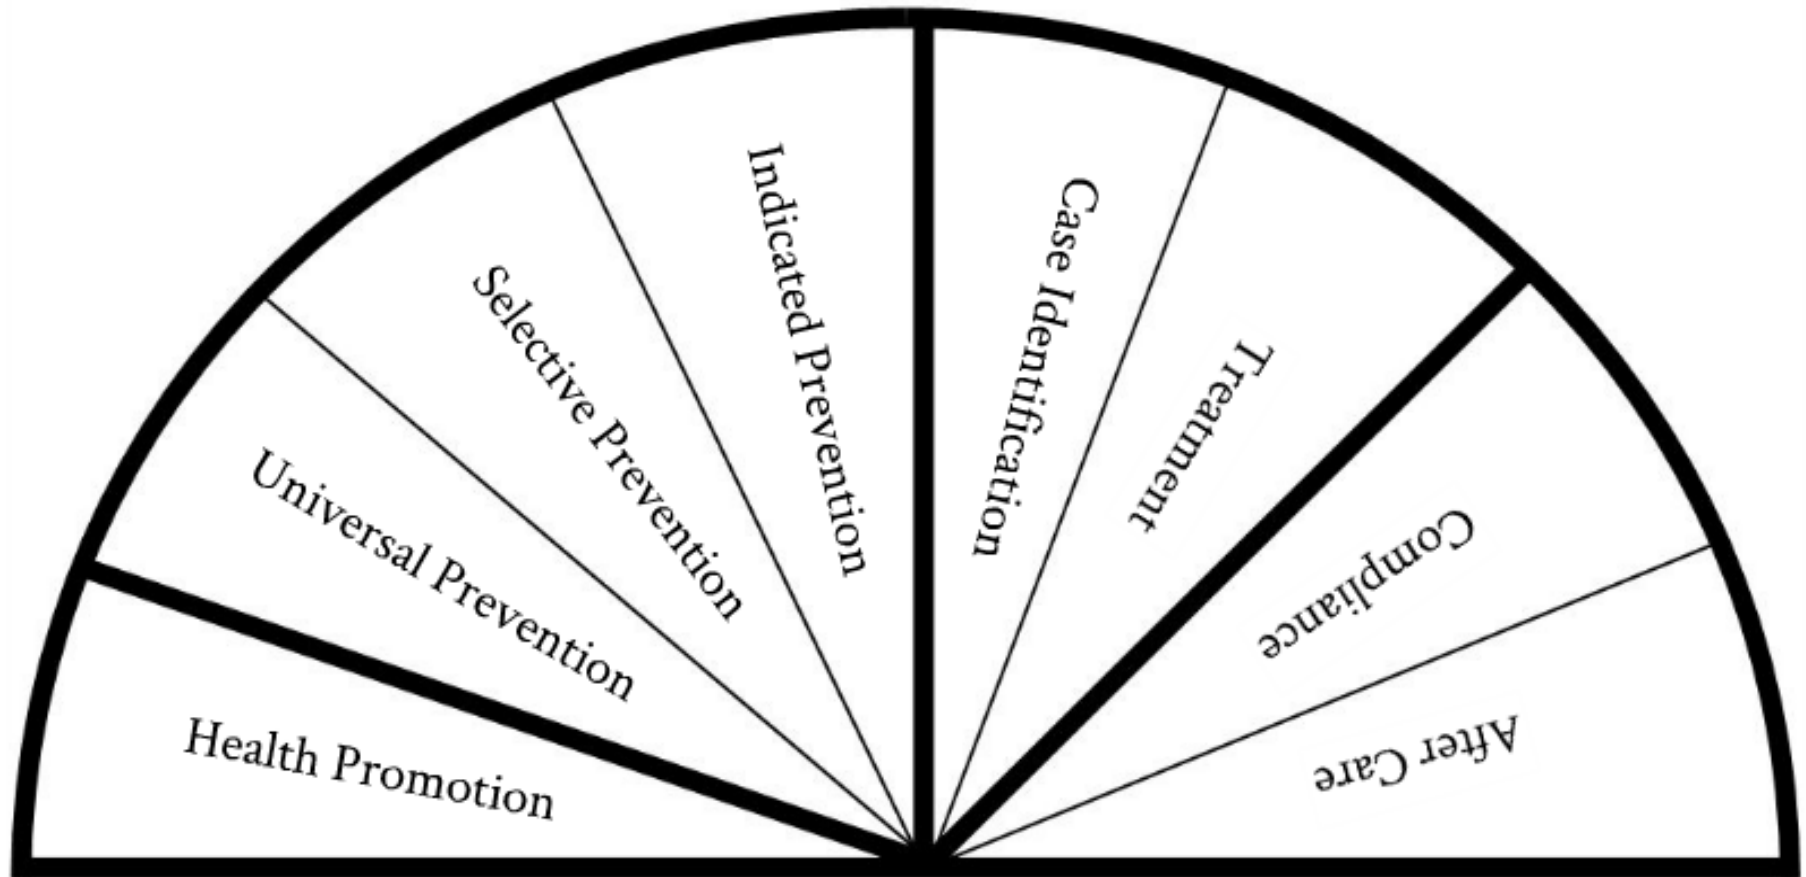 Health Promotion
Universal Prevention
Selective Prevention
Indicated Prevention
Case Identification
Treatment
Compliance
After Care